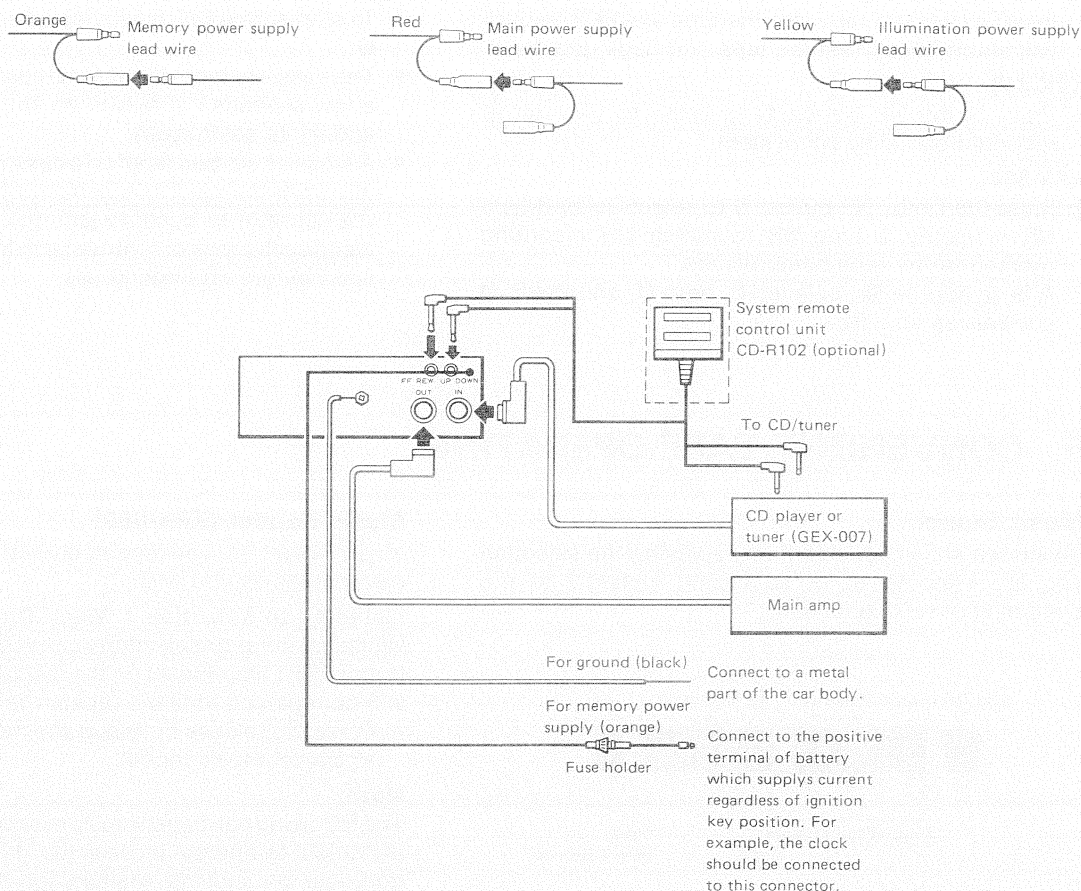 Orange
Memory power supply
lead wire
Red
Main power supply
lead wire
Yellow
Illumination power supply
lead wire
System remote
control unit
CD-R102 (optional)
FF REW UP DOWN
OUT IN
To CD/tuner
CD player or
tuner (GEX-007)
Main amp
For ground (black)
Connect to a metal
part of the car body.
For memory power
supply (orange)
Fuse holder
Connect to the positive
terminal of battery
which supplys current
regardless of ignition
key position. For
example, the clock
should be connected
to this connector.